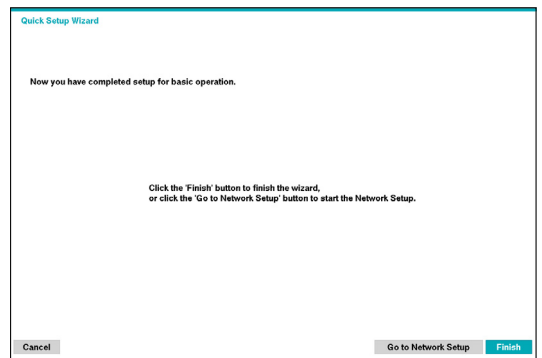 Quick Setup Wizard
Now you have completed setup for basic operation.
Click the 'Finish' button to finish the wizard,
or click the 'Go to Network Setup' button to start the Network Setup.
Cancel
Go to Network Setup
Finish